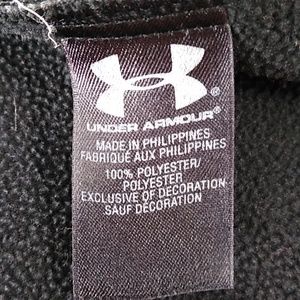 UNDER ARMOUR®
MADE IN PHILIPPINES
FABRIQUÉ AUX PHILIPPINES
100% POLYESTER/
POLYESTER
EXCLUSIVE OF DECORATION
SAUF DÉCORATION